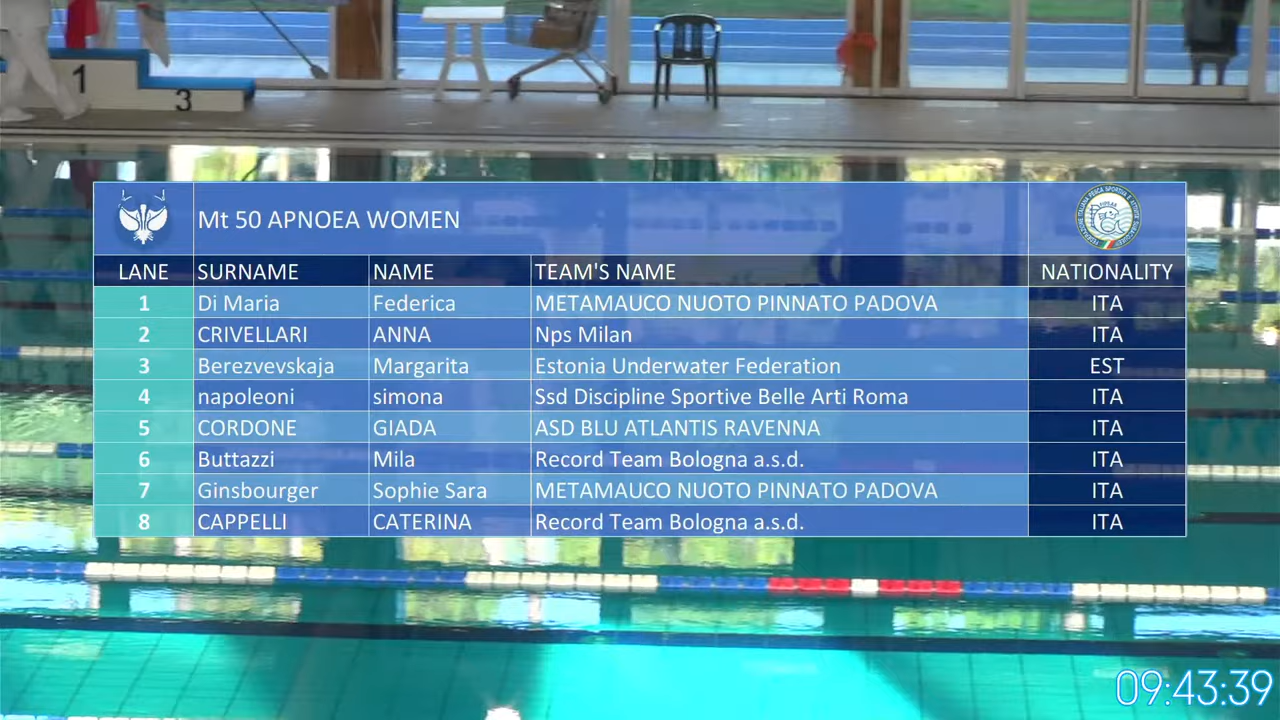 1
3
Mt 50 APNOEA WOMEN
LANE SURNAME NAME TEAM'S NAME NATIONALITY
1 Di Maria Federica METAMAUCO NUOTO PINNATO PADOVA ITA
2 CRIVELLARI ANNA Nps Milan ITA
3 Berezvevskaja Margarita Estonia Underwater Federation EST
4 napoleoni simona Ssd Discipline Sportive Belle Arti Roma ITA
5 CORDONE GIADA ASD BLU ATLANTIS RAVENNA ITA
6 Buttazzi Mila Record Team Bologna a.s.d. ITA
7 Ginsbourger Sophie Sara METAMAUCO NUOTO PINNATO PADOVA ITA
8 CAPPELLI CATERINA Record Team Bologna a.s.d. ITA
09:43:39